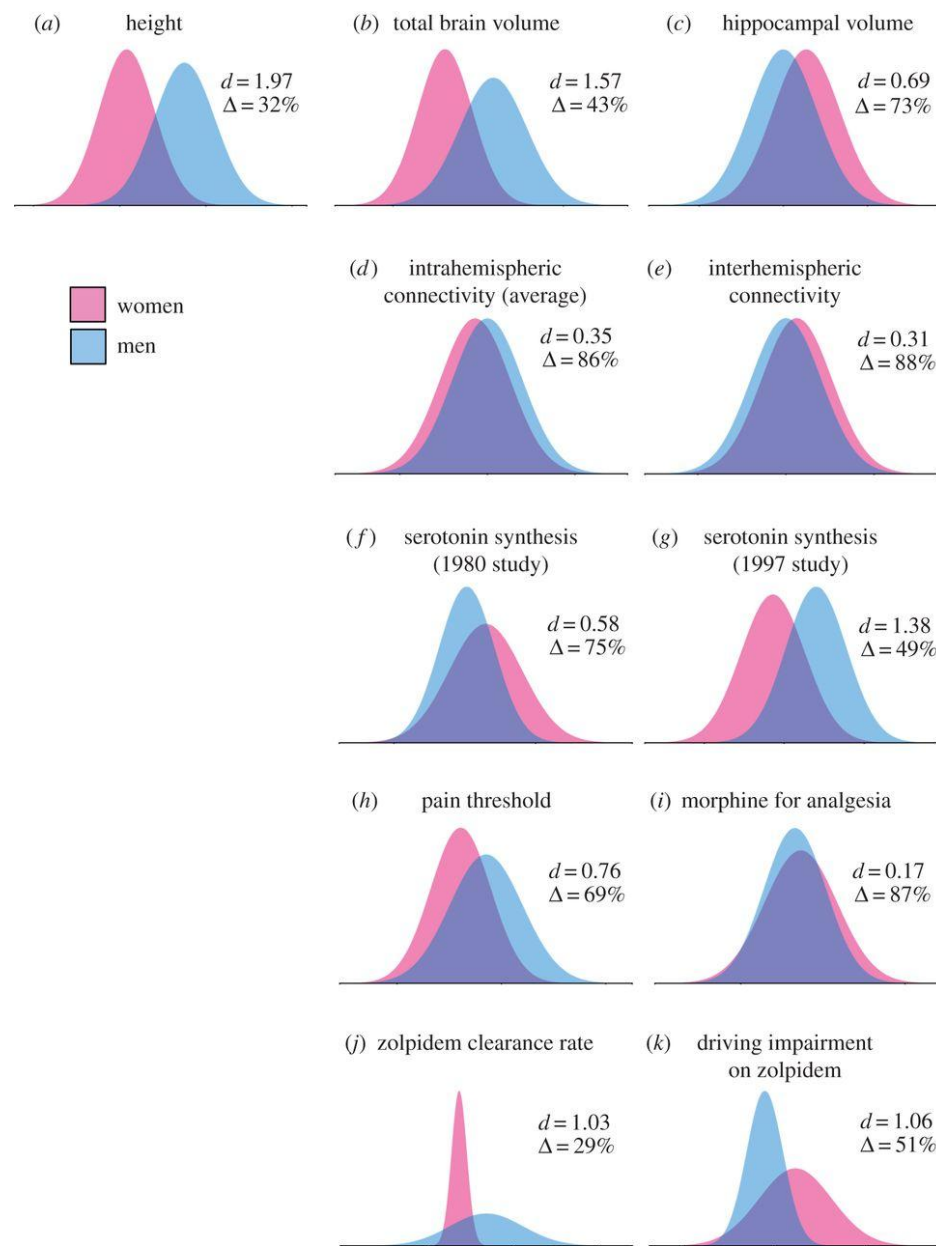 (a) height
d = 1.97
Δ = 32%
(b) total brain volume
d = 1.57
Δ = 43%
(c) hippocampal volume
d = 0.69
Δ = 73%
women
men
(d) intrahemispheric
connectivity (average)
d = 0.35
Δ = 86%
(e) interhemispheric
connectivity
d = 0.31
Δ = 88%
(f) serotonin synthesis
(1980 study)
d = 0.58
Δ = 75%
(g) serotonin synthesis
(1997 study)
d = 1.38
Δ = 49%
(h) pain threshold
d = 0.76
Δ = 69%
(i) morphine for analgesia
d = 0.17
Δ = 87%
(j) zolpidem clearance rate
d = 1.03
Δ = 29%
(k) driving impairment
on zolpidem
d = 1.06
Δ = 51%